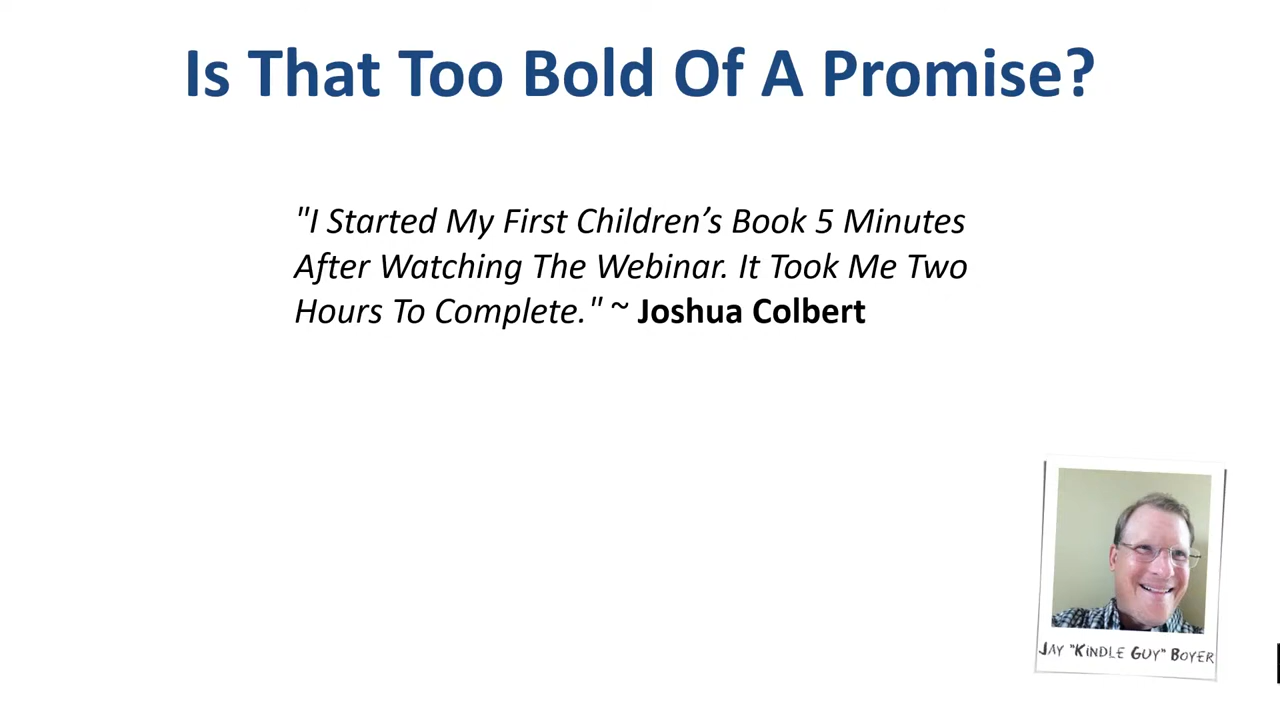 Is That Too Bold Of A Promise?
"I Started My First Children’s Book 5 Minutes
After Watching The Webinar. It Took Me Two
Hours To Complete." ~ Joshua Colbert
Jay "Kindle Guy" Boyer